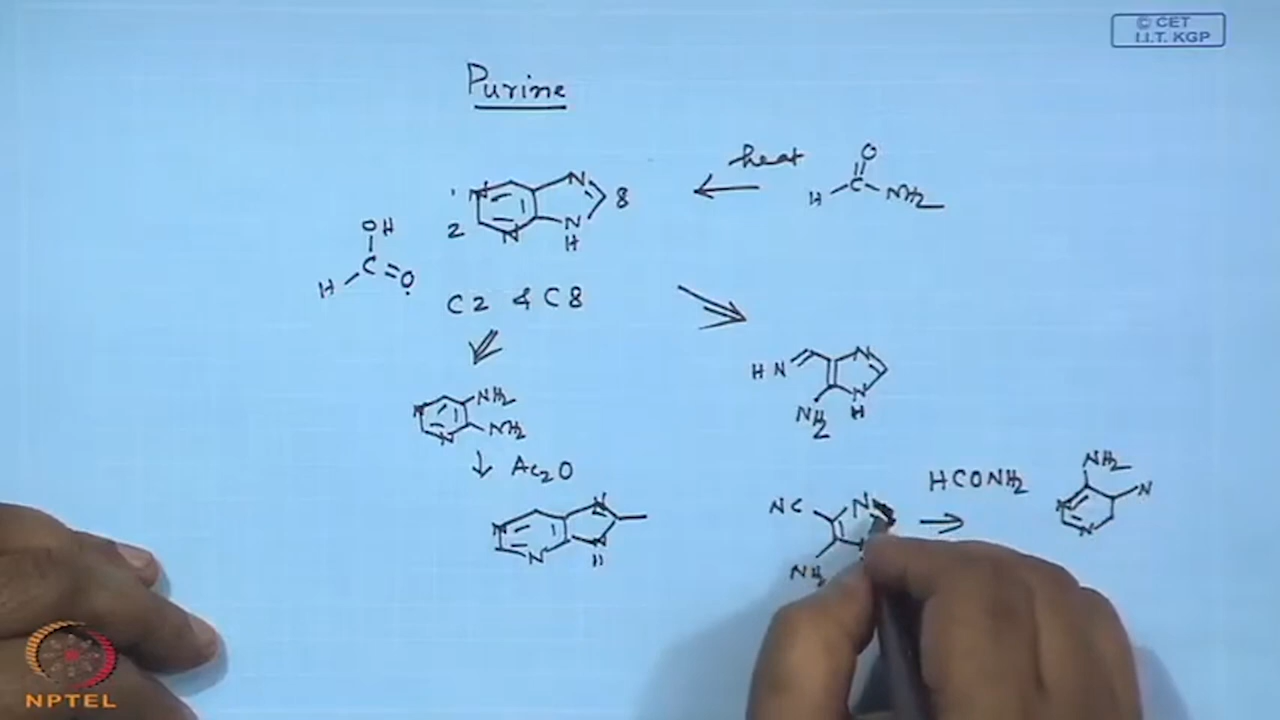 © CET
I.I.T. KGP
Purine
heat
O
H C NH2
1 N N 8
2 N N
H
OH
C
H O
C2 & C8
N NH2
N NH2
HN N
NH2 N
H
Ac2O
N N
N N
H
NC N
NH2
HCONH2
NH2
N N
N
NPTEL